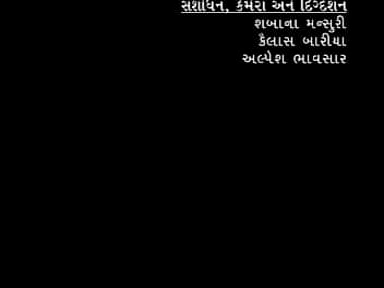 સંશોધન, કેમેરા અને દિગ્દર્શન
શબાના મન્સુરી
કૈલાસ બારીયા
અલ્પેશ ભાવસાર